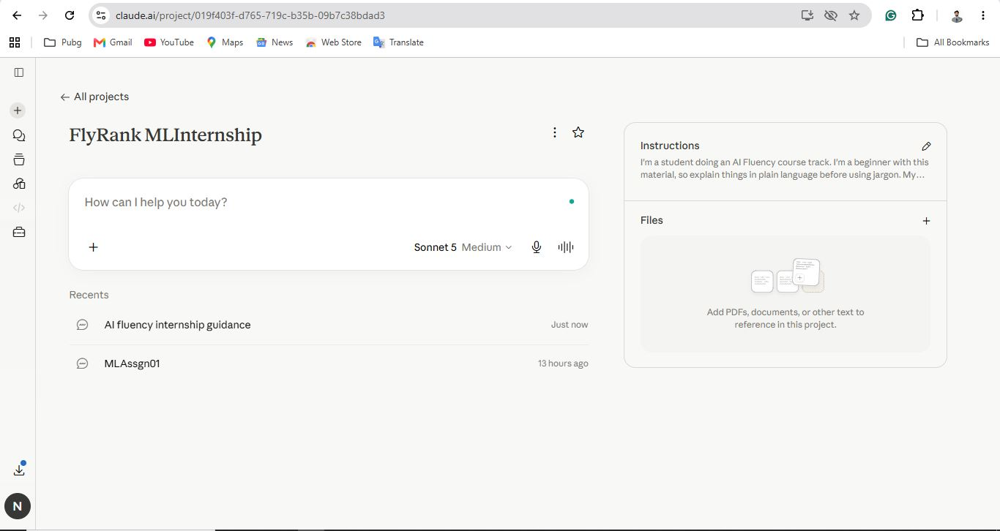 claude.ai/project/019f403f-d765-719c-b35b-09b7c38bdad3
Pubg
Gmail
YouTube
Maps
News
Web Store
Translate
All Bookmarks
← All projects
FlyRank MLInternship
How can I help you today?
Sonnet 5 Medium
Recents
AI fluency internship guidance
Just now
MLAssgn01
13 hours ago
Instructions
I'm a student doing an AI Fluency course track. I'm a beginner with this
material, so explain things in plain language before using jargon. My...
Files
Add PDFs, documents, or other text to
reference in this project.
N